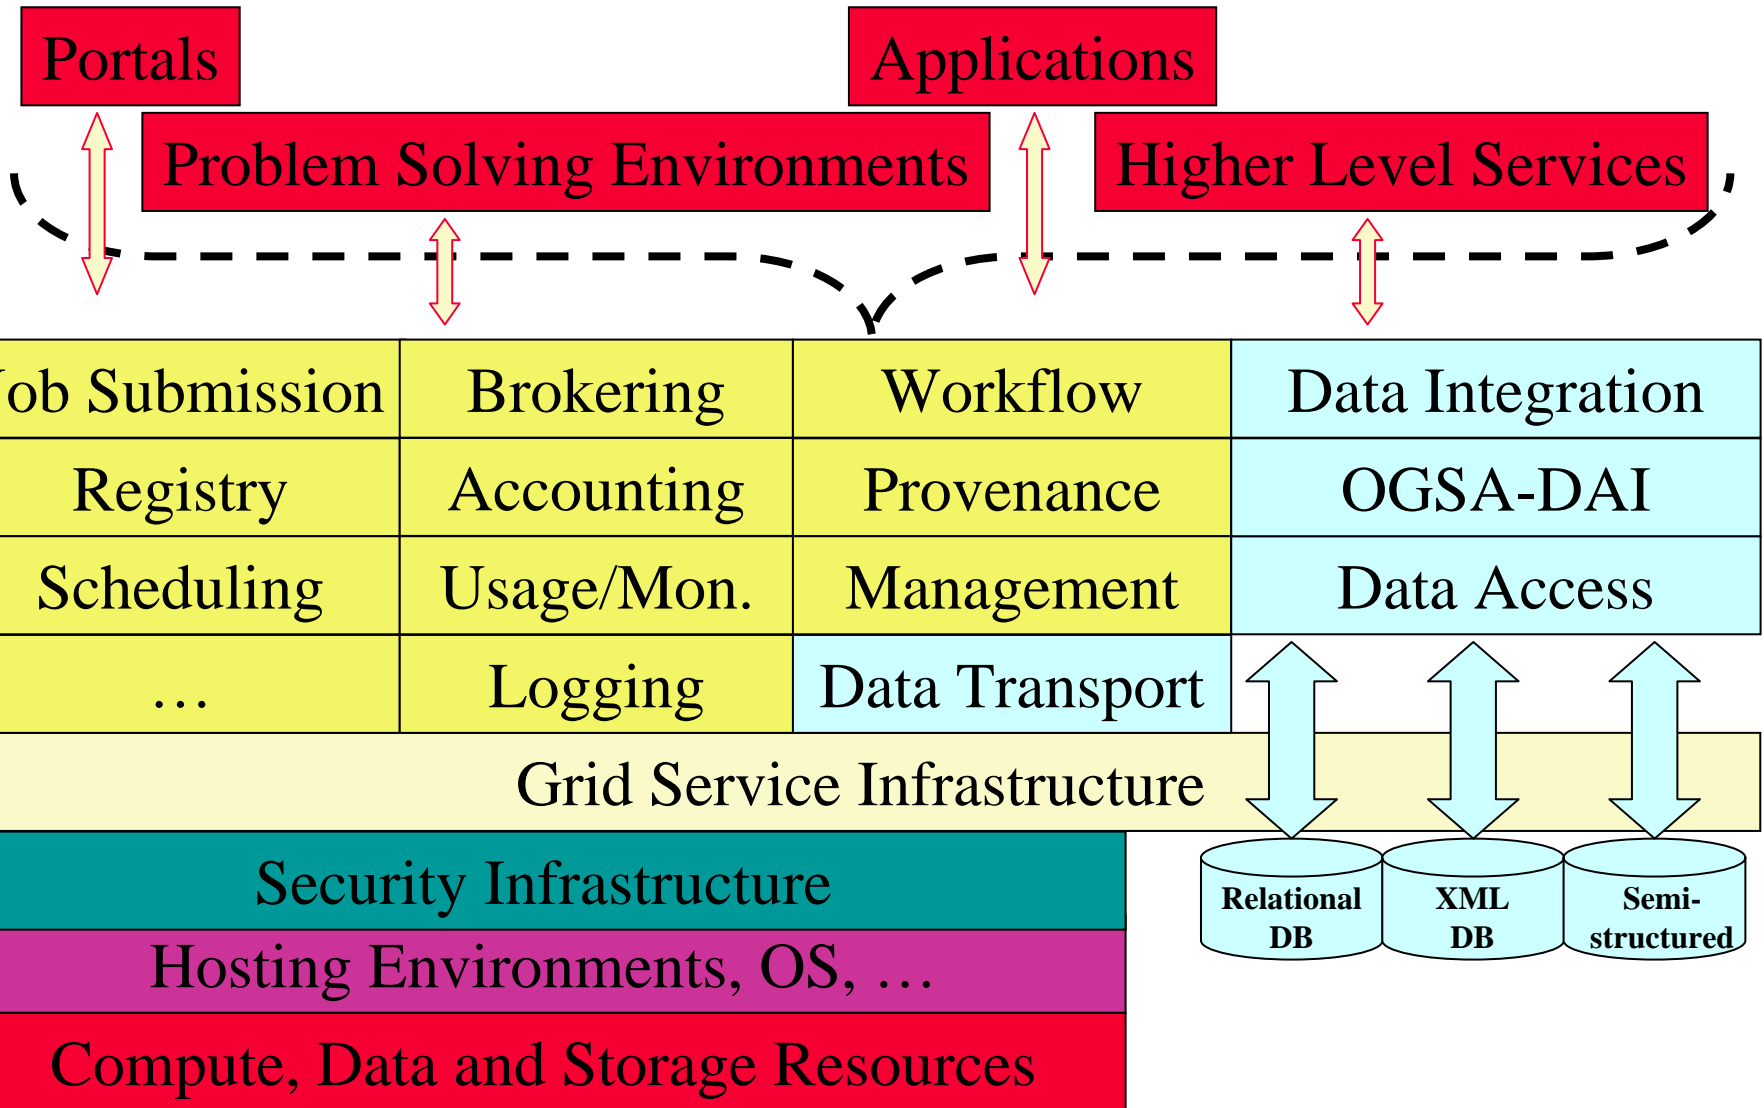 Portals
Applications
Problem Solving Environments
Higher Level Services
Job Submission
Brokering
Workflow
Data Integration
Registry
Accounting
Provenance
OGSA-DAI
Scheduling
Usage/Mon.
Management
Data Access
…
Logging
Data Transport
Grid Service Infrastructure
Security Infrastructure
Relational
DB
XML
DB
Semi-
structured
Hosting Environments, OS, …
Compute, Data and Storage Resources